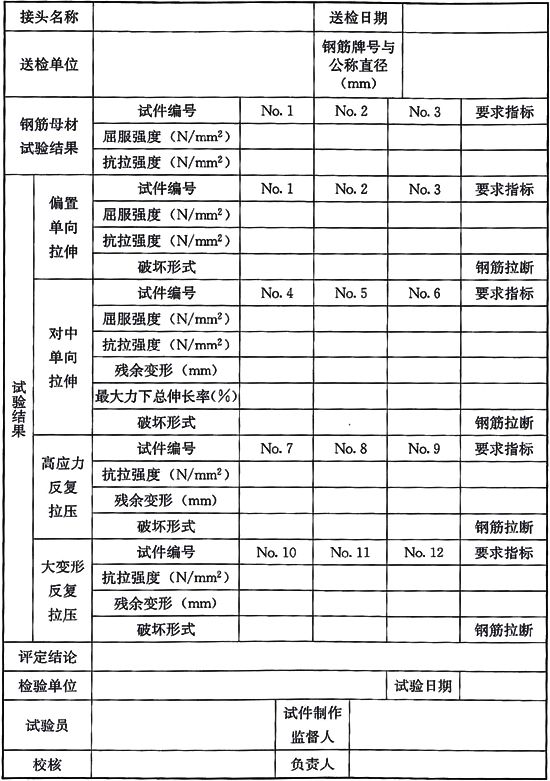 接头名称 送检日期
送检单位 钢筋牌号与
公称直径
(mm)
钢筋母材
试验结果
试件编号 No. 1 No. 2 No. 3 要求指标
屈服强度（N/mm²）
抗拉强度（N/mm²）
试验结果
偏置
单向
拉伸
试件编号 No. 1 No. 2 No. 3 要求指标
屈服强度（N/mm²）
抗拉强度（N/mm²）
破坏形式 钢筋拉断
对中
单向
拉伸
试件编号 No. 4 No. 5 No. 6 要求指标
屈服强度（N/mm²）
抗拉强度（N/mm²）
残余变形（mm）
最大力下总伸长率(%)
破坏形式 钢筋拉断
高应力
反复
拉压
试件编号 No. 7 No. 8 No. 9 要求指标
抗拉强度（N/mm²）
残余变形（mm）
破坏形式 钢筋拉断
大变形
反复
拉压
试件编号 No. 10 No. 11 No. 12 要求指标
抗拉强度（N/mm²）
残余变形（mm）
破坏形式 钢筋拉断
评定结论
检验单位 试验日期
试验员 试件制作
监督人
校核 负责人